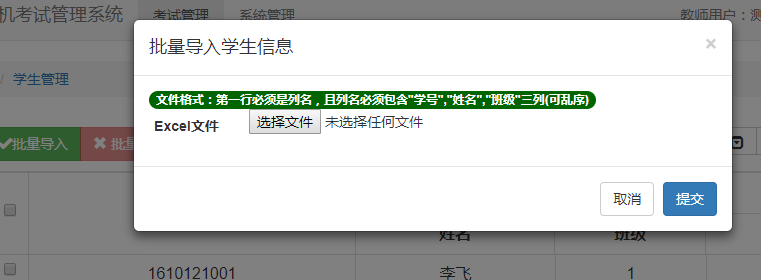 机考试管理系统 考试管理 系统管理 教师用户：测
批量导入学生信息 ×
/ 学生管理
文件格式：第一行必须是列名，且列名必须包含"学号","姓名","班级"三列(可乱序)
Excel文件 选择文件 未选择任何文件
批量导入 批量
取消 提交
姓名 班级
1610121001 李飞 1